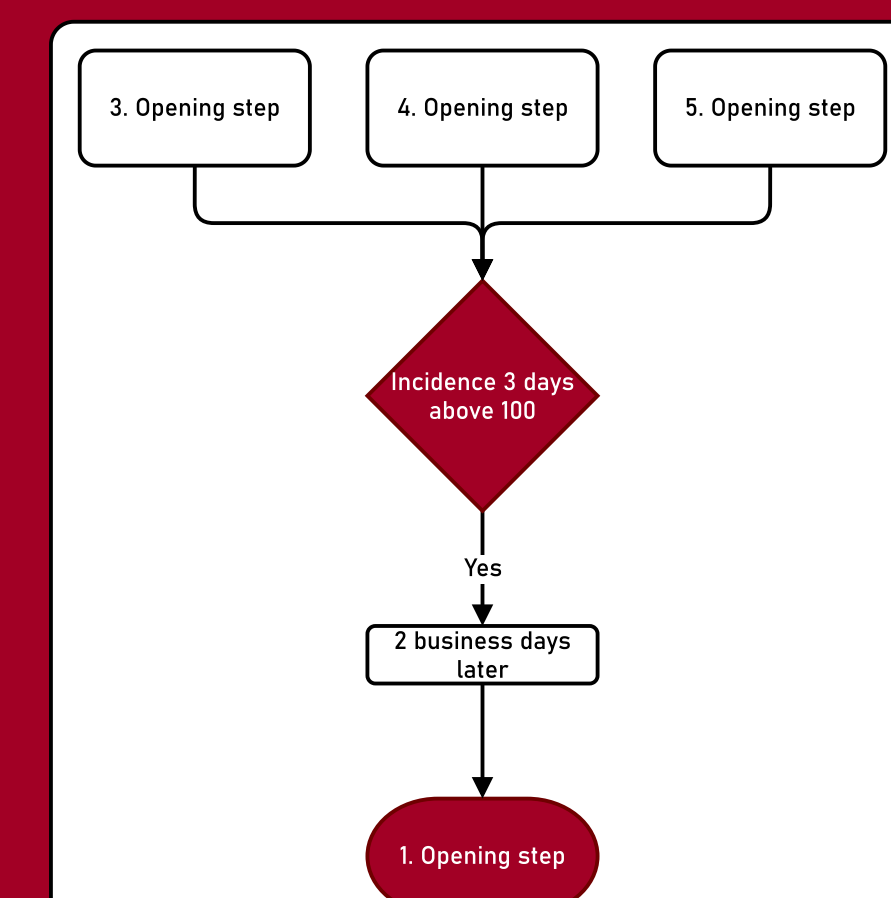 3. Opening step
4. Opening step
5. Opening step
Incidence 3 days
above 100
Yes
2 business days
later
1. Opening step